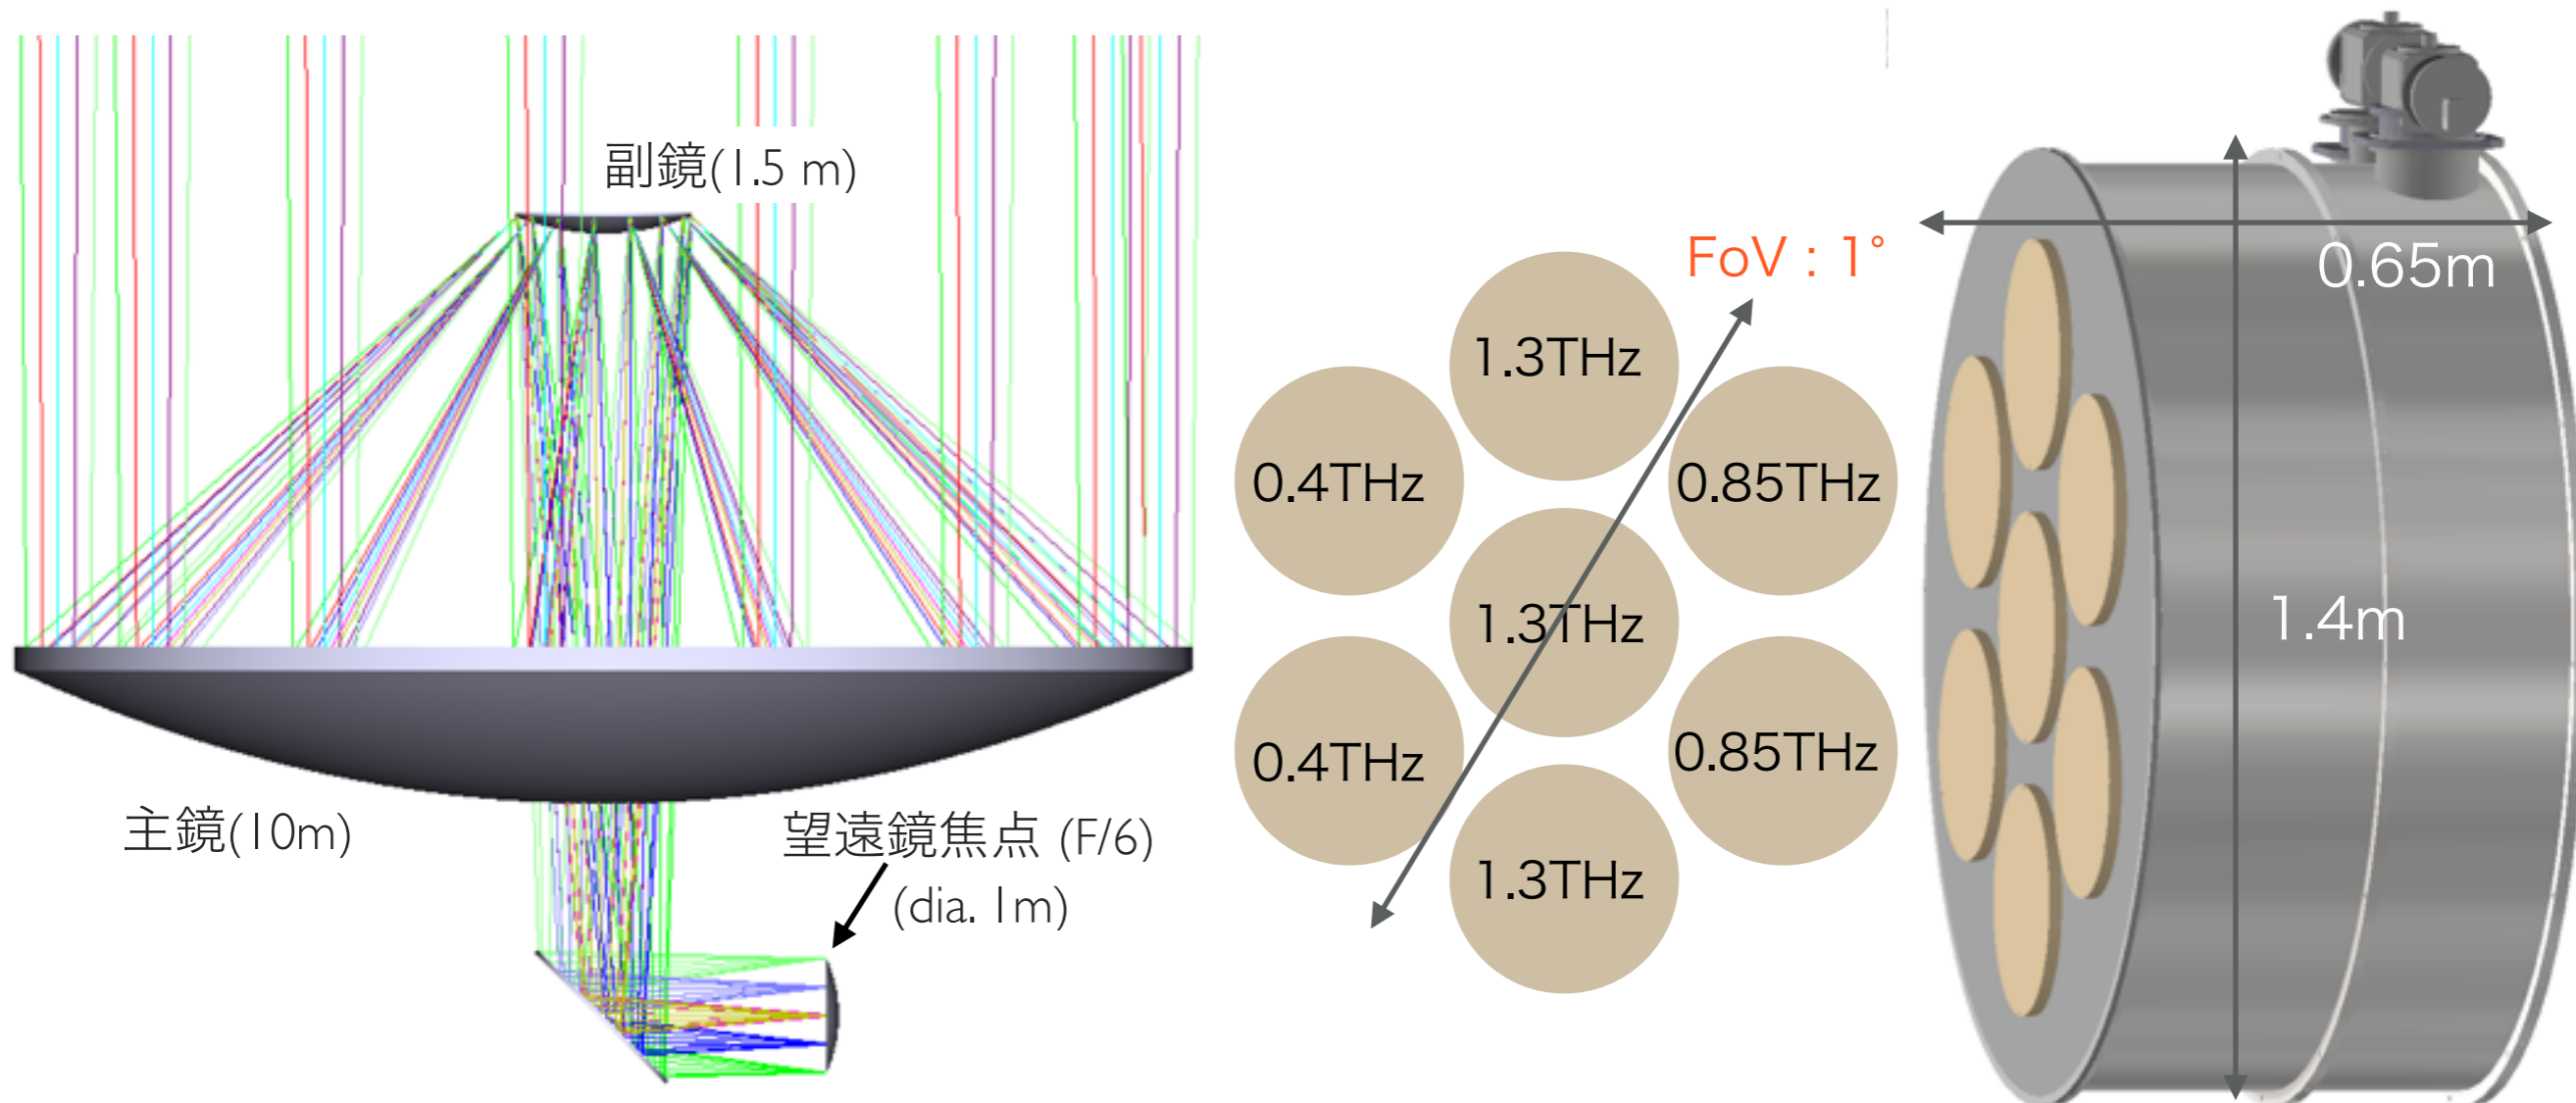 副鏡(1.5 m)
主鏡(10m)
望遠鏡焦点 (F/6)
(dia. 1m)
FoV : 1°
1.3THz
0.4THz
0.85THz
1.3THz
0.4THz
0.85THz
1.3THz
0.65m
1.4m